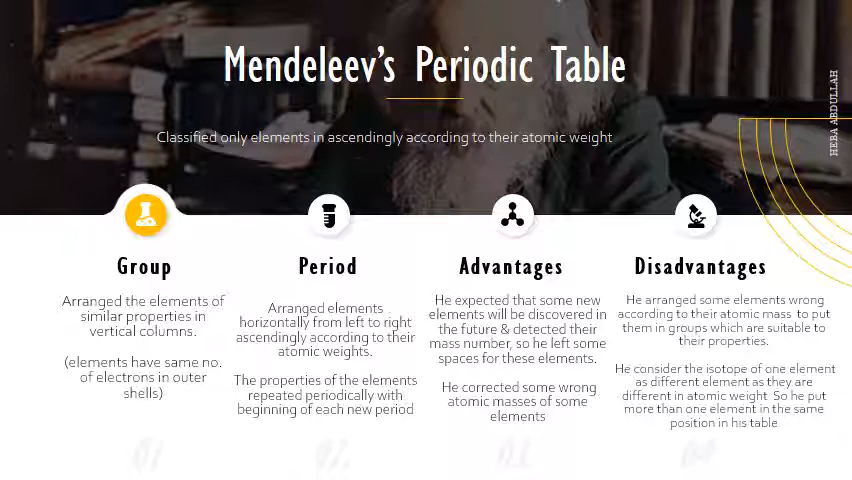 Mendeleev's Periodic Table
Classified only elements in ascendingly according to their atomic weight
HEBA ABDULLAH
Group
Arranged the elements of
similar properties in
vertical columns.
(elements have same no.
of electrons in outer
shells)
Period
Arranged elements .
horizontally from left to right
ascendingly according to their
atomic weights.
The properties of the elements
repeated periodically with
beginning of each new period
Advantages
He expected that some new
elements will be discovered in
the future & detected their
mass number, so he left some
spaces for these elements.
He corrected some wrong
atomic masses of some
elements
Disadvantages
He arranged some elements wrong
according to their atomic mass to put
them in groups which are suitable to
their properties.
He consider the isotope of one element
as different element as they are
different in atomic weight So he put
more than one element in the same
position in his table